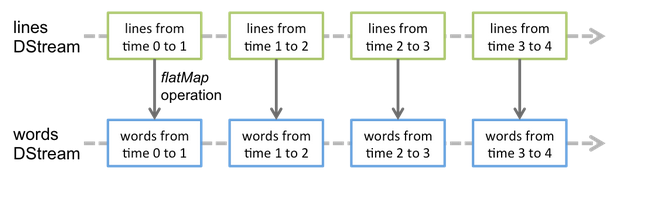 lines
DStream
lines from
time 0 to 1
lines from
time 1 to 2
lines from
time 2 to 3
lines from
time 3 to 4
flatMap
operation
words
DStream
words from
time 0 to 1
words from
time 1 to 2
words from
time 2 to 3
words from
time 3 to 4